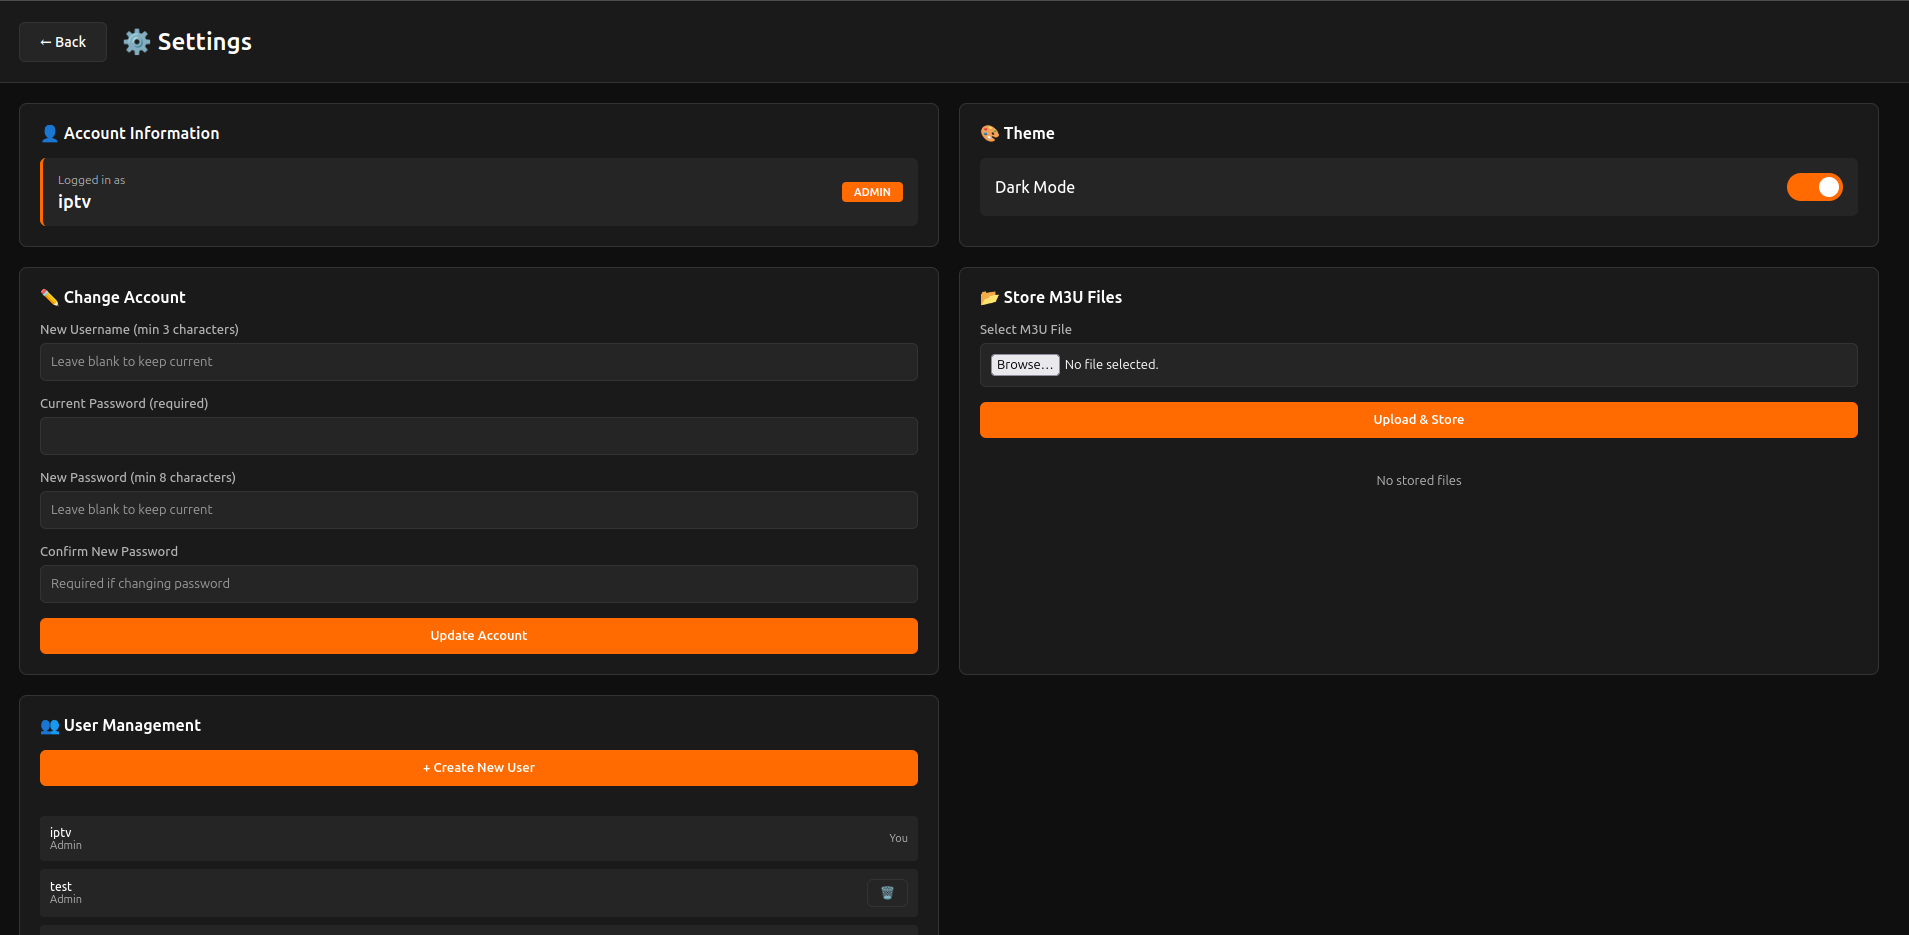 ← Back
⚙️ Settings
👤 Account Information
Logged in as
iptv
ADMIN
🎨 Theme
Dark Mode
✏️ Change Account
New Username (min 3 characters)
Leave blank to keep current
Current Password (required)
New Password (min 8 characters)
Leave blank to keep current
Confirm New Password
Required if changing password
Update Account
📂 Store M3U Files
Select M3U File
Browse... No file selected.
Upload & Store
No stored files
👥 User Management
+ Create New User
iptv
Admin
You
test
Admin